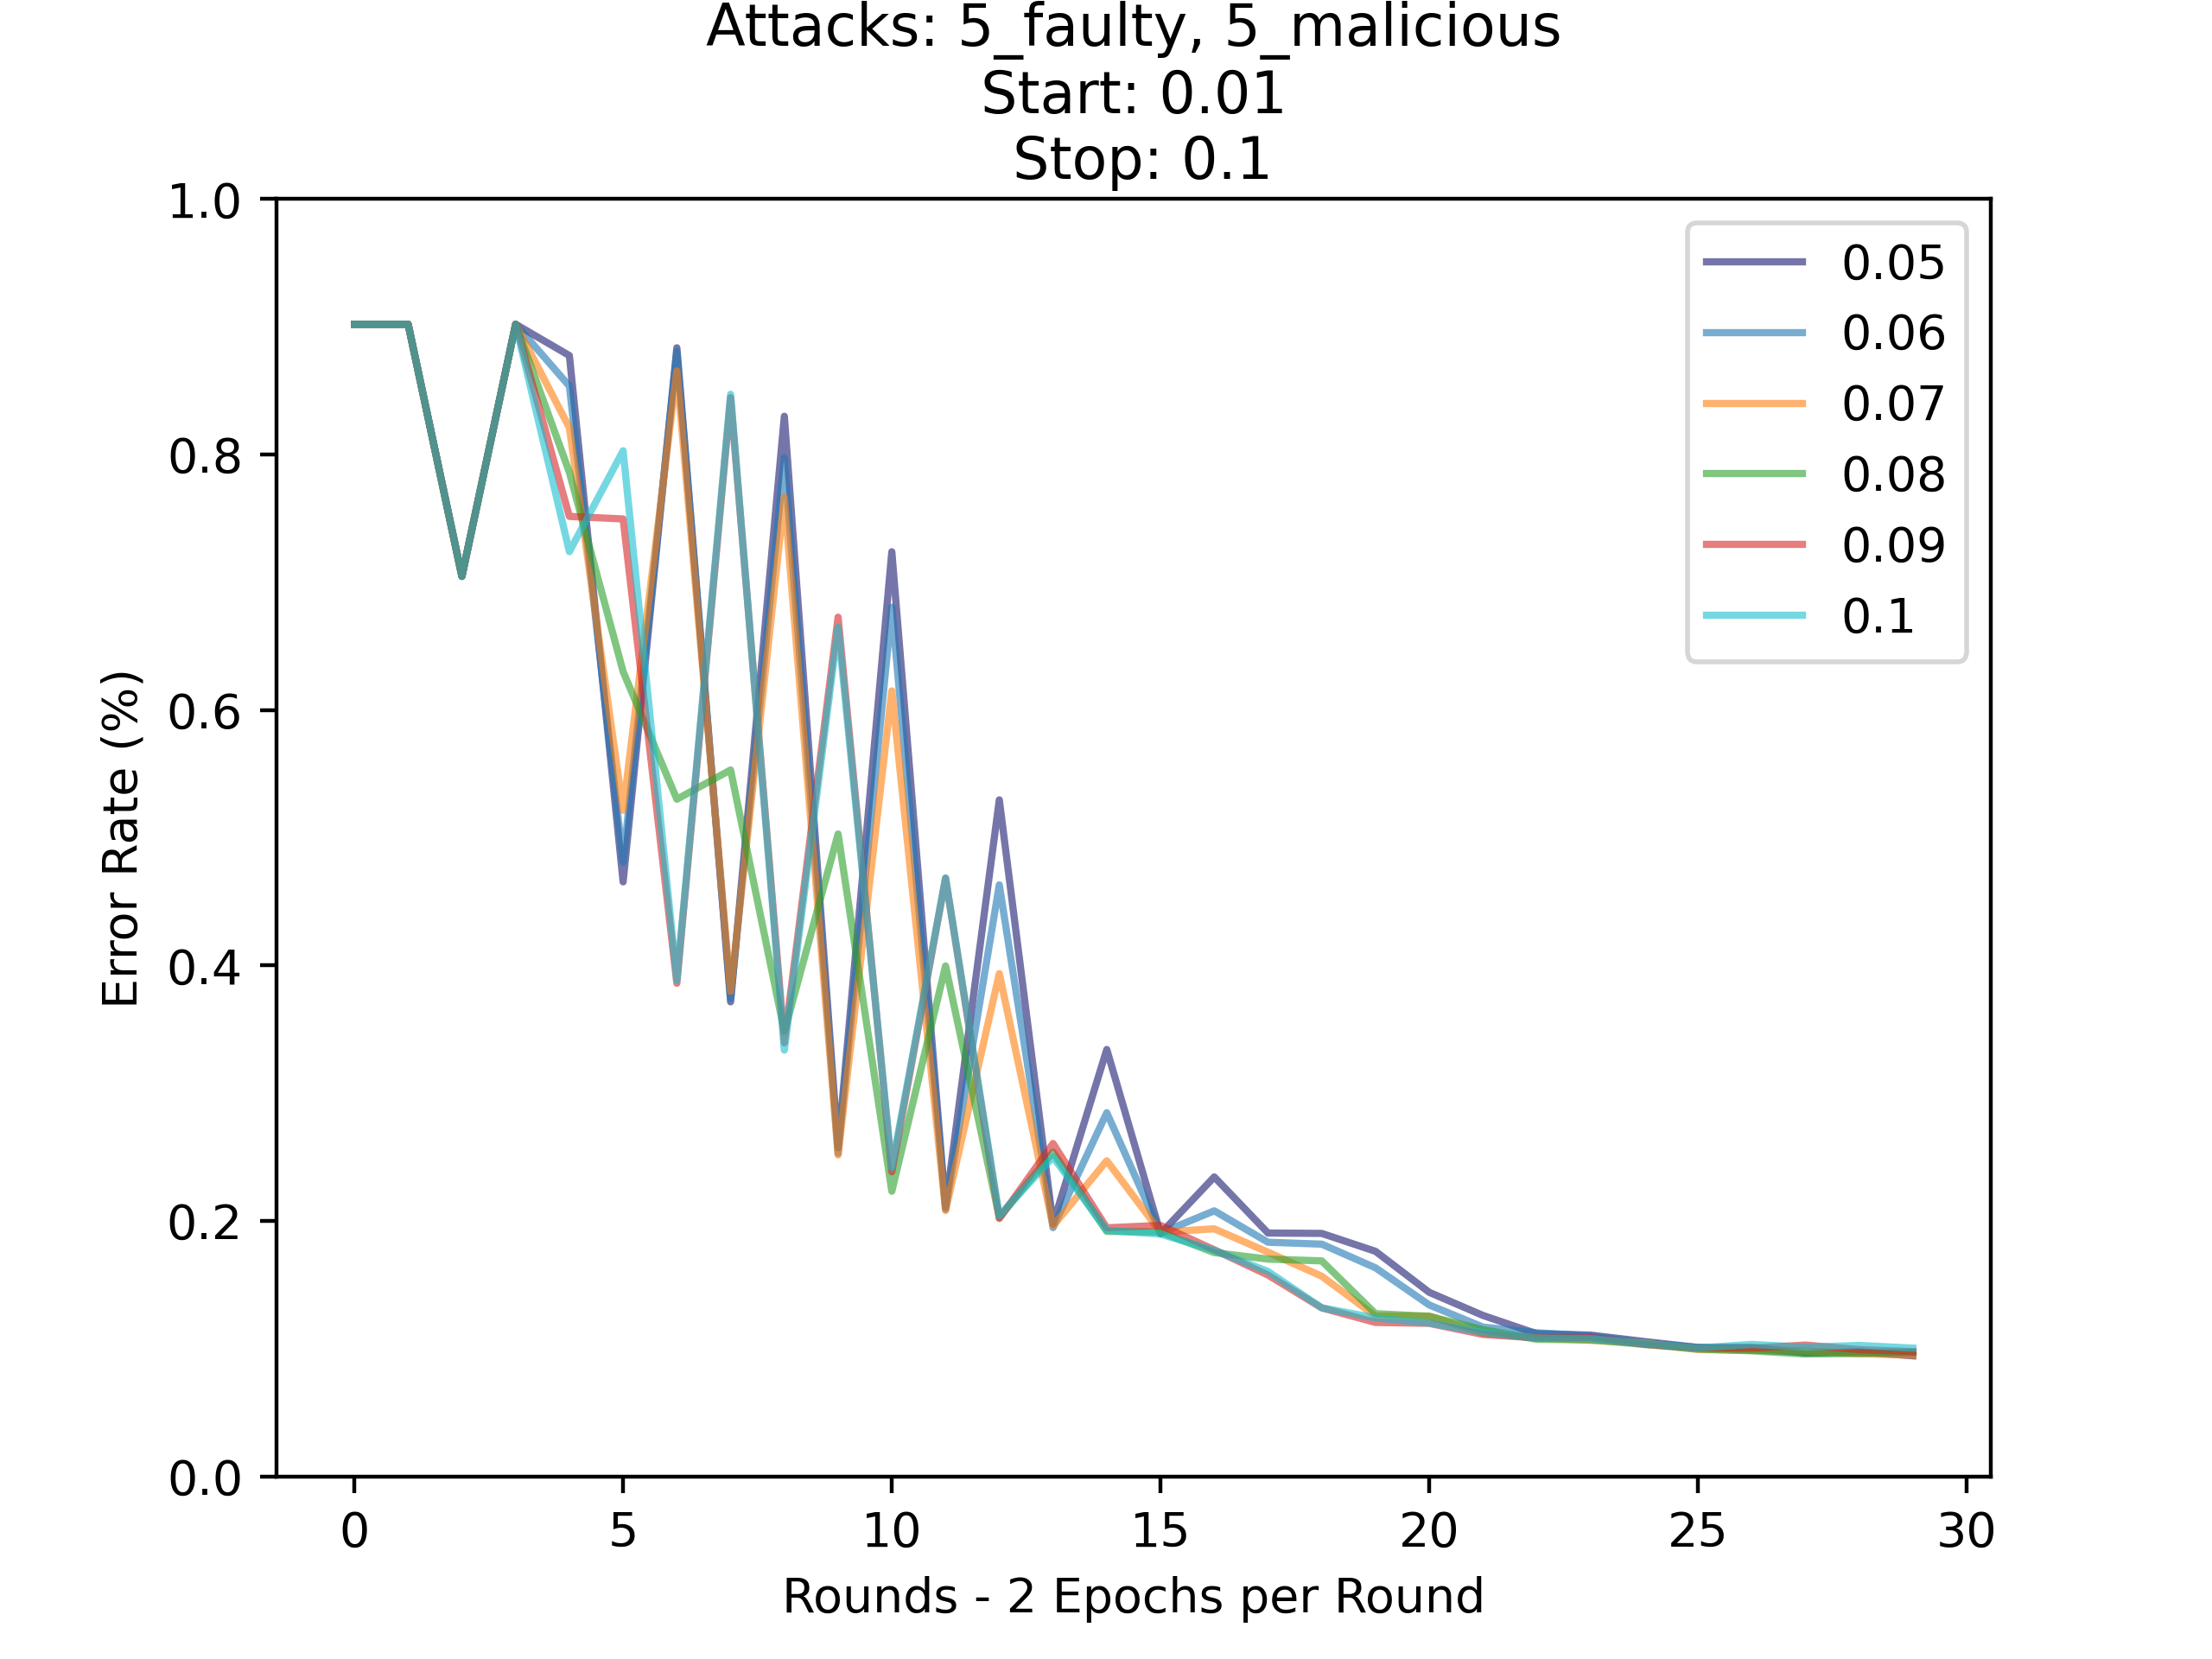 Attacks: 5_faulty, 5_malicious
Start: 0.01
Stop: 0.1
1.0
0.8
0.6
0.4
0.2
0.0
Error Rate (%)
0.05
0.06
0.07
0.08
0.09
0.1
0 5 10 15 20 25 30
Rounds - 2 Epochs per Round